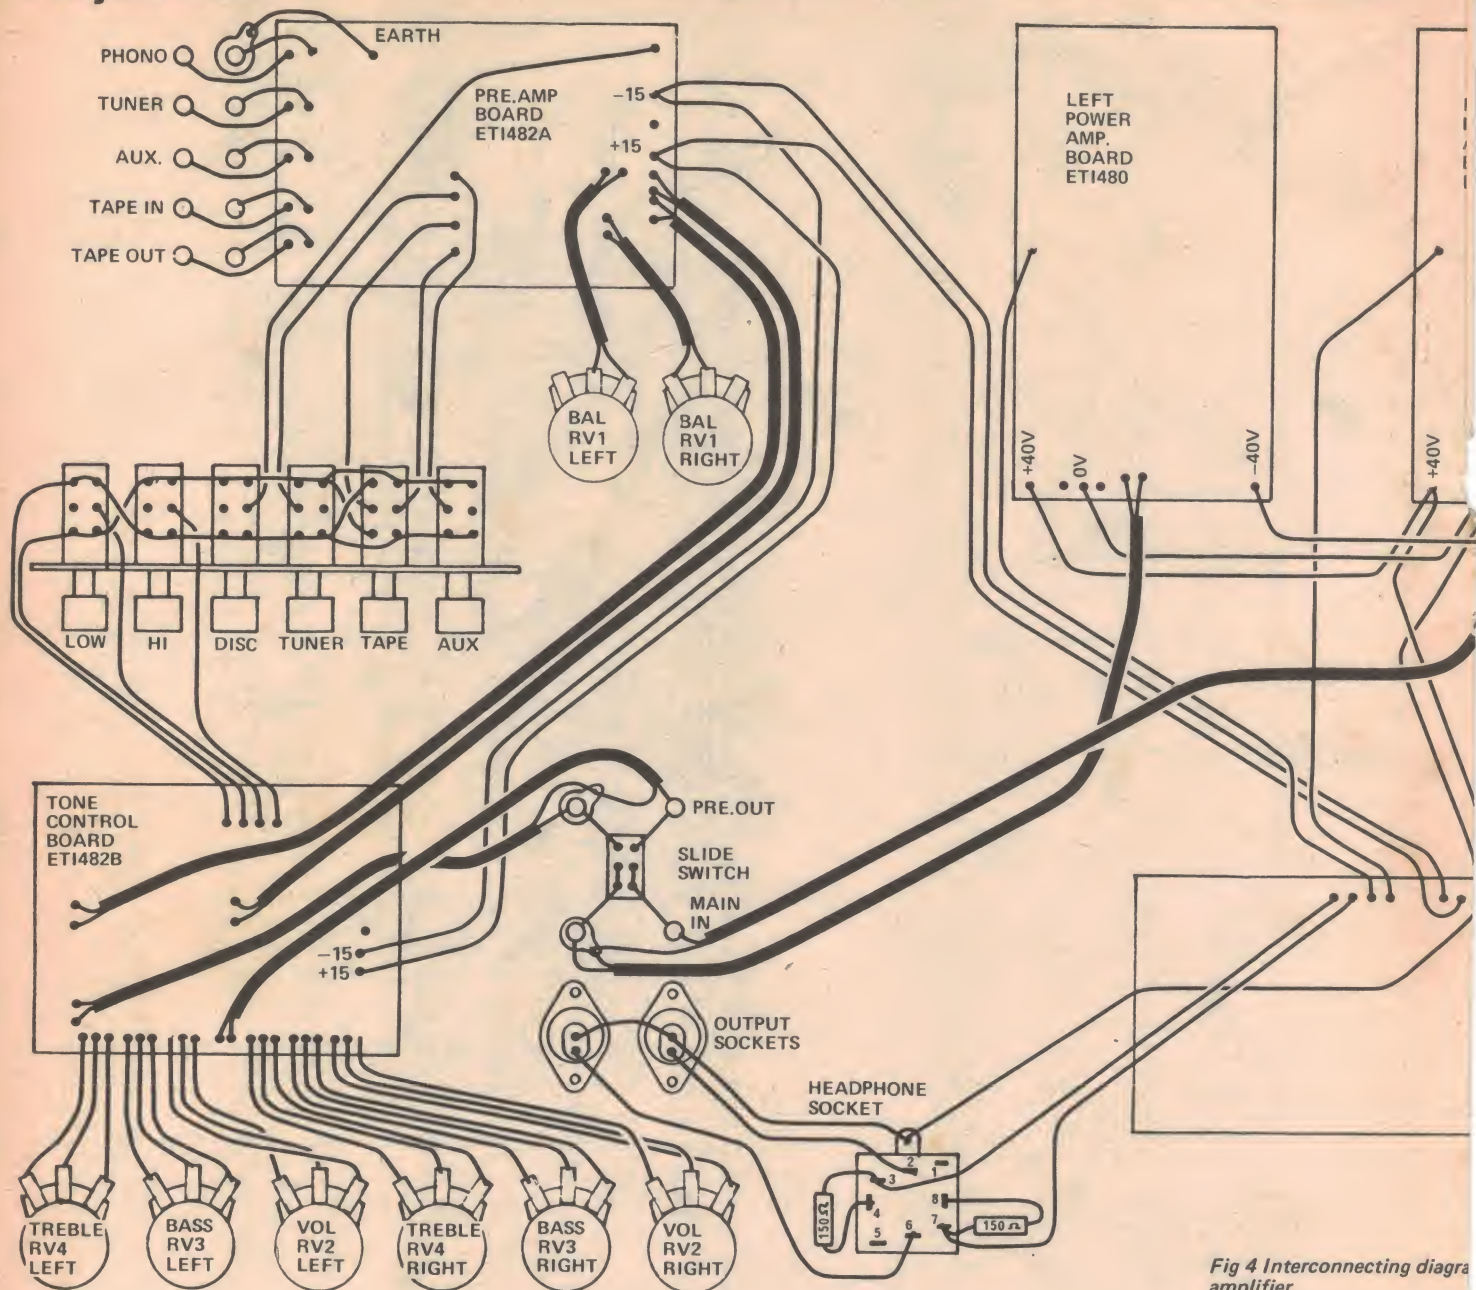 EARTH
PHONO
TUNER
AUX.
TAPE IN
TAPE OUT
PRE.AMP
BOARD
ETI482A
−15
+15
LEFT
POWER
AMP.
BOARD
ETI480
+40V
0V
−40V
+40V
BAL
RV1
LEFT
BAL
RV1
RIGHT
LOW
HI
DISC
TUNER
TAPE
AUX
TONE
CONTROL
BOARD
ETI482B
−15
+15
PRE.OUT
SLIDE
SWITCH
MAIN
IN
OUTPUT
SOCKETS
HEADPHONE
SOCKET
2
1
3
4
5
6
7
8
150Ω
150Ω
TREBLE
RV4
LEFT
BASS
RV3
LEFT
VOL
RV2
LEFT
TREBLE
RV4
RIGHT
BASS
RV3
RIGHT
VOL
RV2
RIGHT
Fig 4 Interconnecting diagra
amplifier